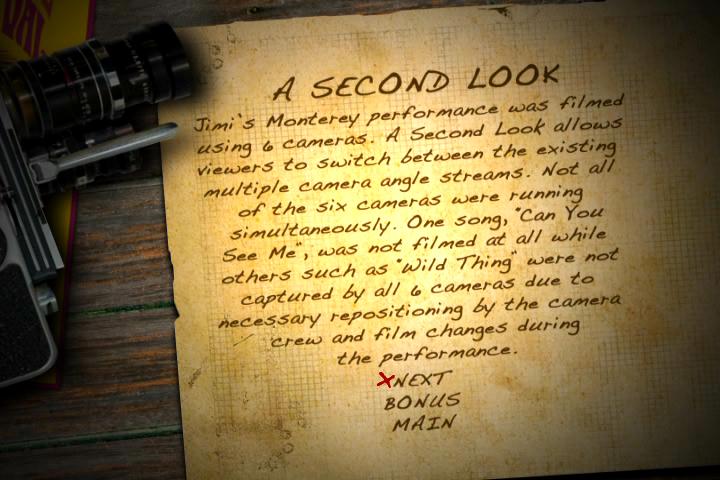 A SECOND LOOK
Jimi's Monterey performance was filmed
using 6 cameras. A Second Look allows
viewers to switch between the existing
multiple camera angle streams. Not all
of the six cameras were running
simultaneously. One song, "Can You
See Me", was not filmed at all while
others such as "Wild Thing" were not
captured by all 6 cameras due to
necessary repositioning by the camera
crew and film changes during
the performance.
NEXT
BONUS
MAIN